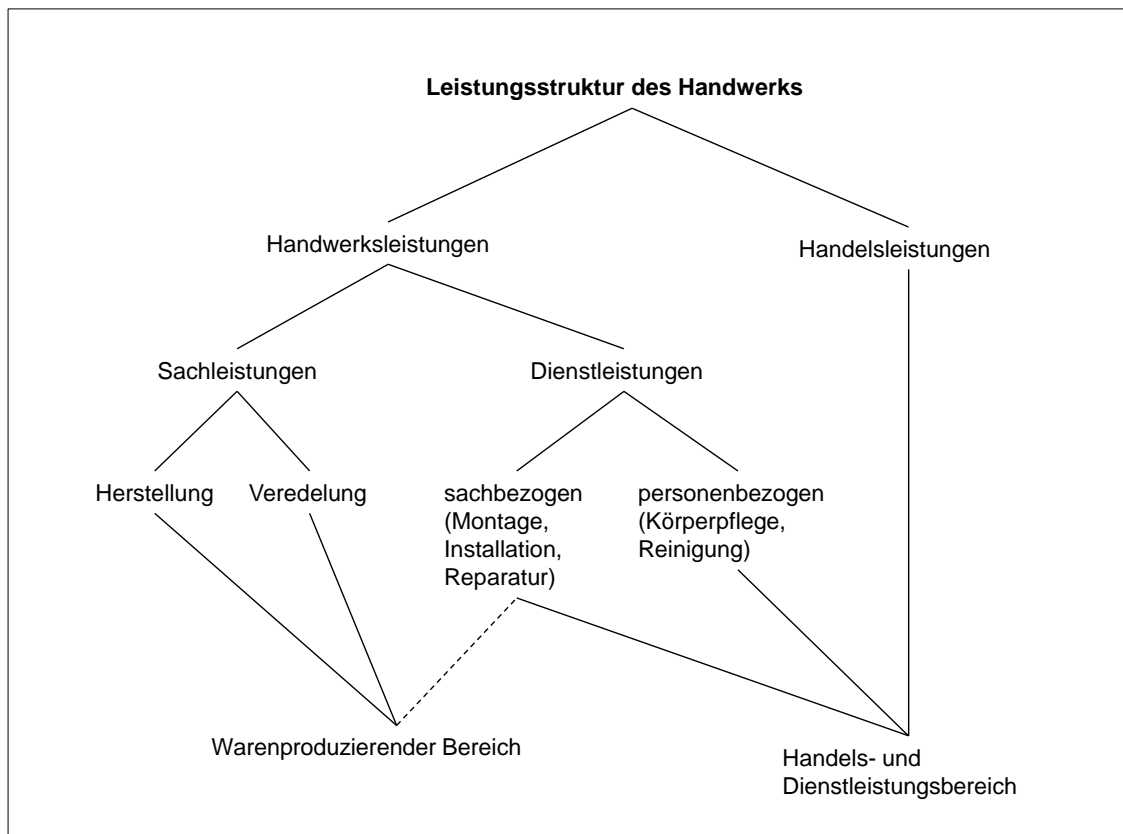 Leistungsstruktur des Handwerks
Handwerksleistungen
Handelsleistungen
Sachleistungen
Dienstleistungen
Herstellung
Veredelung
sachbezogen
(Montage,
Installation,
Reparatur)
personenbezogen
(Körperpflege,
Reinigung)
Warenproduzierender Bereich
Handels- und
Dienstleistungsbereich